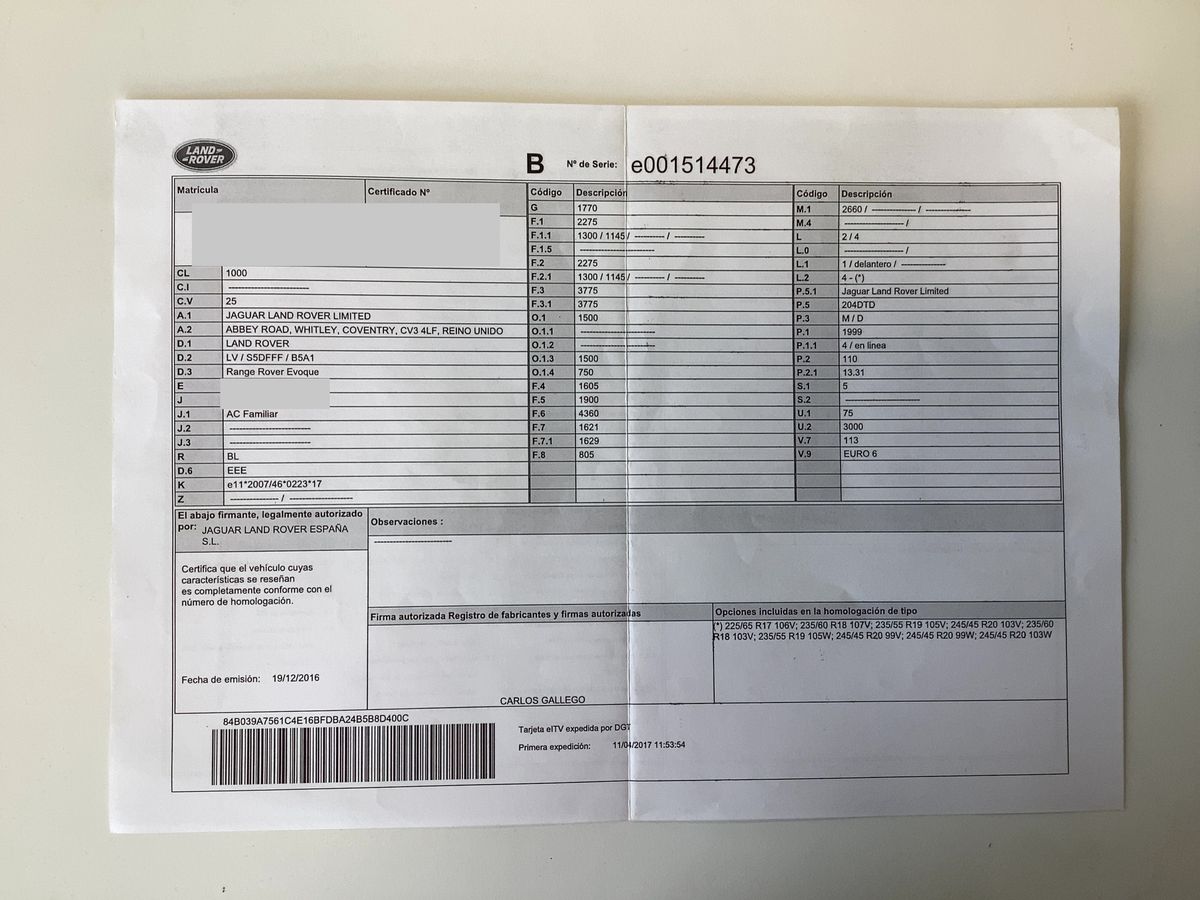 LAND-
-ROVER
B Nº de Serie: e001514473
Matricula Certificado Nº
CL 1000
C.I ----------------------
C.V 25
A.1 JAGUAR LAND ROVER LIMITED
A.2 ABBEY ROAD, WHITLEY, COVENTRY, CV3 4LF, REINO UNIDO
D.1 LAND ROVER
D.2 LV / S5DFFF / B5A1
D.3 Range Rover Evoque
E
J
J.1 AC Familiar
J.2 ----------------------
J.3 ----------------------
R BL
D.6 EEE
K e11*2007/46*0223*17
Z -------------- / ------------------
Código Descripción
G 1770
F.1 2275
F.1.1 1300 / 1145 / --------- / ---------
F.1.5 ----------------------
F.2 2275
F.2.1 1300 / 1145 / --------- / ---------
F.3 3775
F.3.1 3775
O.1 1500
O.1.1 ----------------------
O.1.2 ----------------------
O.1.3 1500
O.1.4 750
F.4 1605
F.5 1900
F.6 4360
F.7 1621
F.7.1 1629
F.8 805
Código Descripción
M.1 2660 / ------------- / -------------
M.4 ----------------- /
L 2 / 4
L.0 ----------------- /
L.1 1 / delantero / -------------
L.2 4 - (*)
P.5.1 Jaguar Land Rover Limited
P.5 204DTD
P.3 M / D
P.1 1999
P.1.1 4 / en linea
P.2 110
P.2.1 13.31
S.1 5
S.2 ----------------------
U.1 75
U.2 3000
V.7 113
V.9 EURO 6
El abajo firmante, legalmente autorizado
por: JAGUAR LAND ROVER ESPAÑA
S.L.
Certifica que el vehículo cuyas
características se reseñan
es completamente conforme con el
número de homologación.
Fecha de emisión: 19/12/2016
Observaciones :
----------------------
Firma autorizada Registro de fabricantes y firmas autorizadas
CARLOS GALLEGO
Opciones incluidas en la homologación de tipo
(*) 225/65 R17 106V; 235/60 R18 107V; 235/55 R19 105V; 245/45 R20 103V; 235/60
R18 103V; 235/55 R19 105W; 245/45 R20 99V; 245/45 R20 99W; 245/45 R20 103W
84B039A7561C4E16BFDBA24B5B8D400C
Tarjeta eITV expedida por DGT
Primera expedición: 11/04/2017 11:53:54